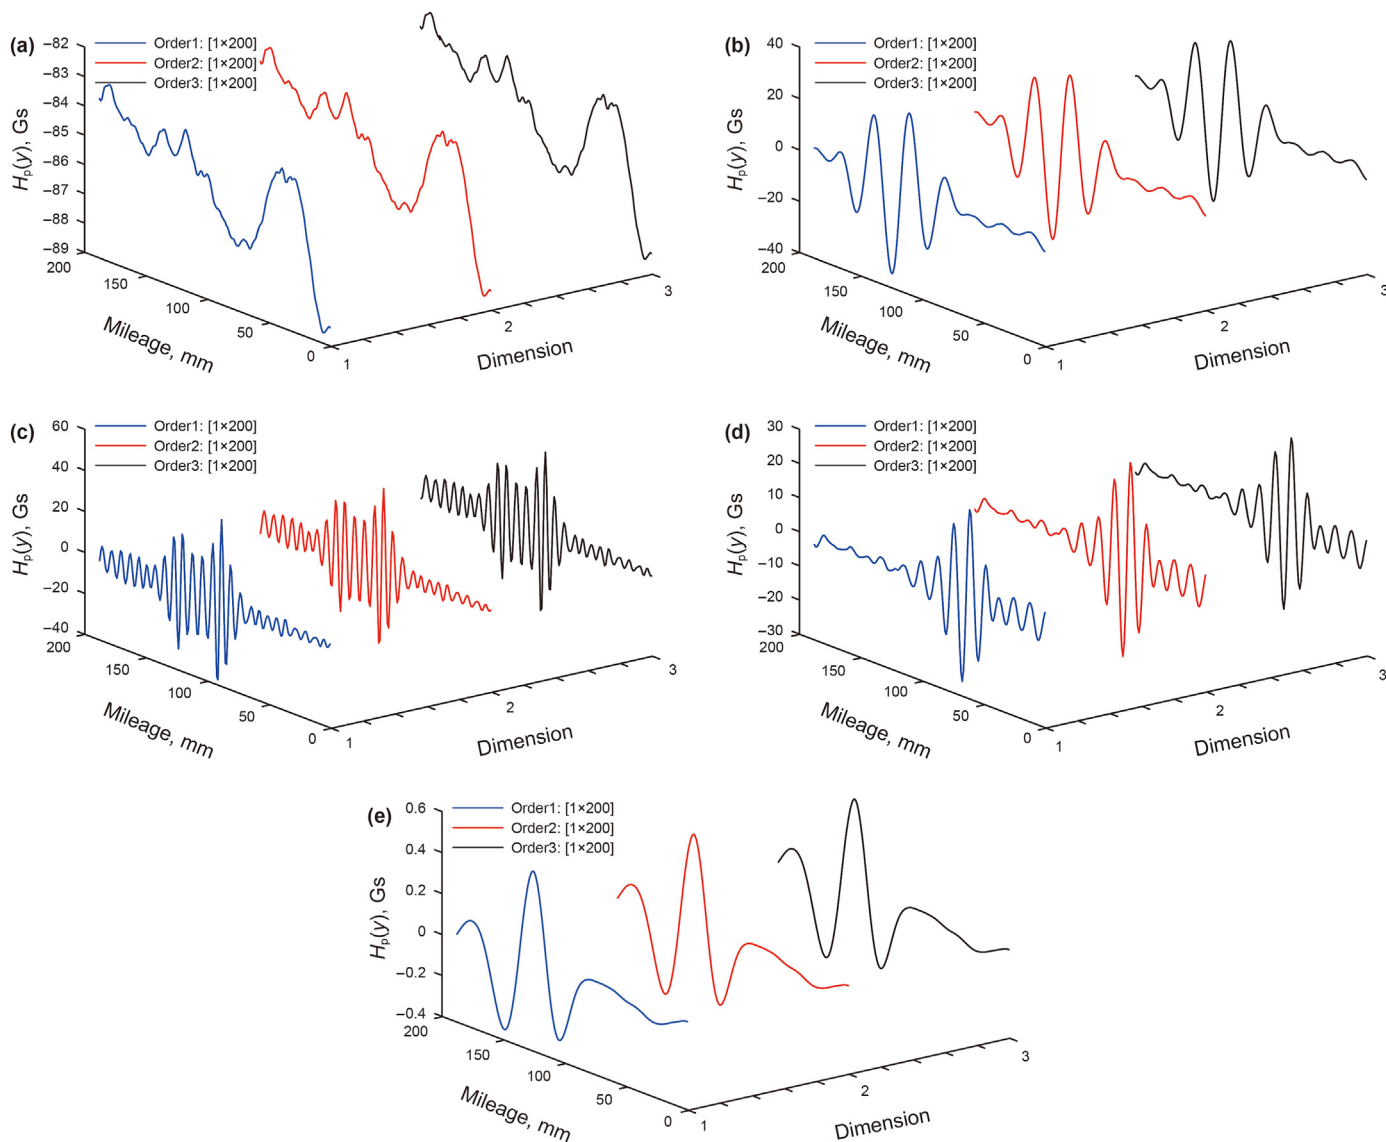 (a)
Order1: [1×200]
Order2: [1×200]
Order3: [1×200]
−82
−83
−84
−85
−86
−87
−88
−89
Hp(y), Gs
200
150
100
50
0
Mileage, mm
1
2
3
Dimension
(b)
Order1: [1×200]
Order2: [1×200]
Order3: [1×200]
40
20
0
−20
−40
Hp(y), Gs
200
150
100
50
0
Mileage, mm
1
2
3
Dimension
(c)
Order1: [1×200]
Order2: [1×200]
Order3: [1×200]
60
40
20
0
−20
−40
Hp(y), Gs
200
150
100
50
0
Mileage, mm
1
2
3
Dimension
(d)
Order1: [1×200]
Order2: [1×200]
Order3: [1×200]
30
20
10
0
−10
−20
−30
Hp(y), Gs
200
150
100
50
0
Mileage, mm
1
2
3
Dimension
(e)
Order1: [1×200]
Order2: [1×200]
Order3: [1×200]
0.6
0.4
0.2
0
−0.2
−0.4
Hp(y), Gs
200
150
100
50
0
Mileage, mm
1
2
3
Dimension